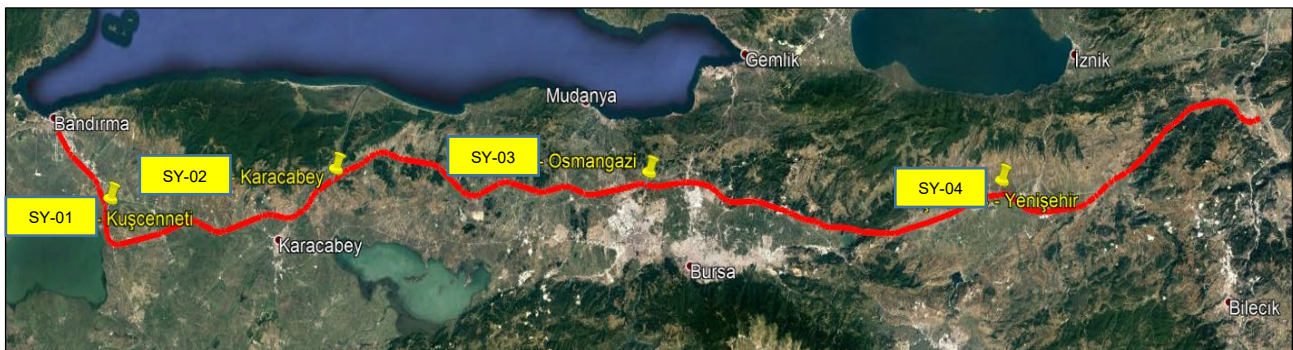 Gemlik
İznik
Mudanya
Bandırma
SY-03 - Osmangazi
SY-02 - Karacabey
SY-04 - Yenişehir
SY-01 - Kuşcenneti
Karacabey
Bursa
Bilecik